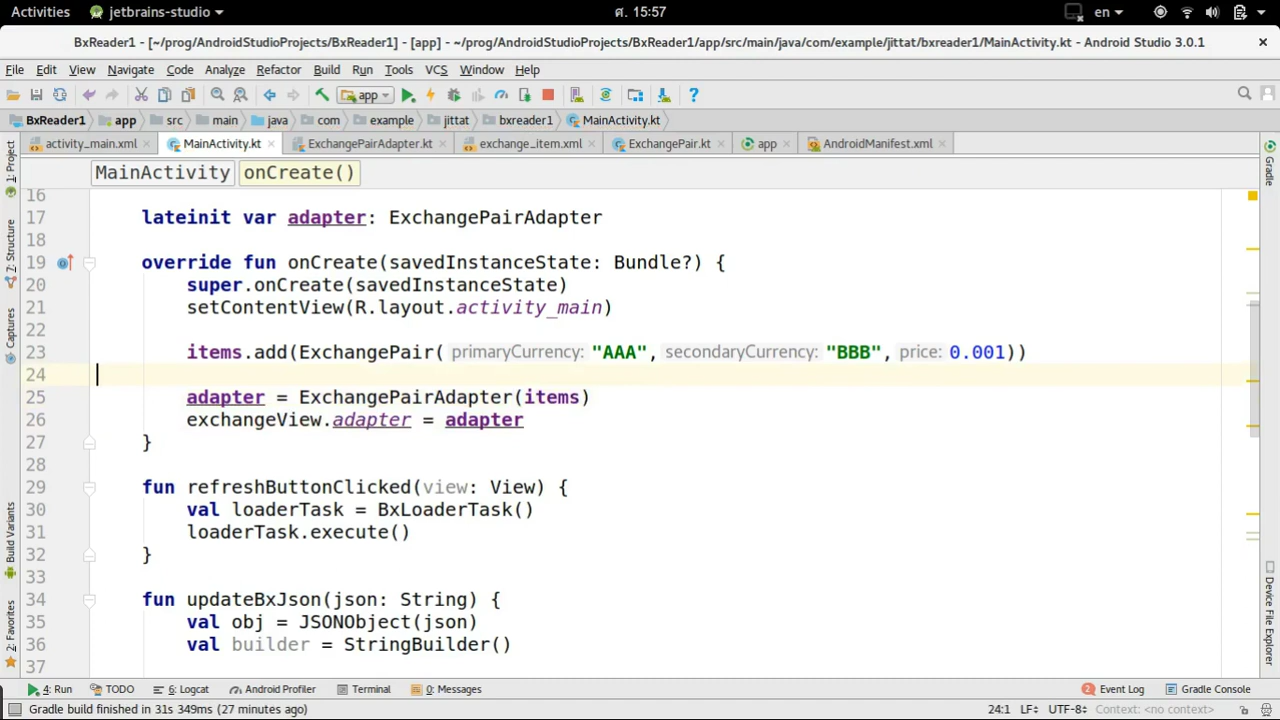 Activities jetbrains-studio ศ. 15:57 en
BxReader1 - [~/prog/AndroidStudioProjects/BxReader1] - [app] - ~/prog/AndroidStudioProjects/BxReader1/app/src/main/java/com/example/jittat/bxreader1/MainActivity.kt - Android Studio 3.0.1
File Edit View Navigate Code Analyze Refactor Build Run Tools VCS Window Help
app
BxReader1 app src main java com example jittat bxreader1 MainActivity.kt
activity_main.xml MainActivity.kt ExchangePairAdapter.kt exchange_item.xml ExchangePair.kt app AndroidManifest.xml
MainActivity onCreate()
1: Project
7: Structure
Captures
Build Variants
2: Favorites
Gradle
Device File Explorer
16
17 lateinit var adapter: ExchangePairAdapter
18
19 override fun onCreate(savedInstanceState: Bundle?) {
20 super.onCreate(savedInstanceState)
21 setContentView(R.layout.activity_main)
22
23 items.add(ExchangePair( primaryCurrency: "AAA", secondaryCurrency: "BBB", price: 0.001))
24
25 adapter = ExchangePairAdapter(items)
26 exchangeView.adapter = adapter
27 }
28
29 fun refreshButtonClicked(view: View) {
30 val loaderTask = BxLoaderTask()
31 loaderTask.execute()
32 }
33
34 fun updateBxJson(json: String) {
35 val obj = JSONObject(json)
36 val builder = StringBuilder()
37
4: Run TODO 6: Logcat Android Profiler Terminal 0: Messages 2 Event Log Gradle Console
Gradle build finished in 31s 349ms (27 minutes ago) 24:1 LF÷ UTF-8÷ Context: <no context>